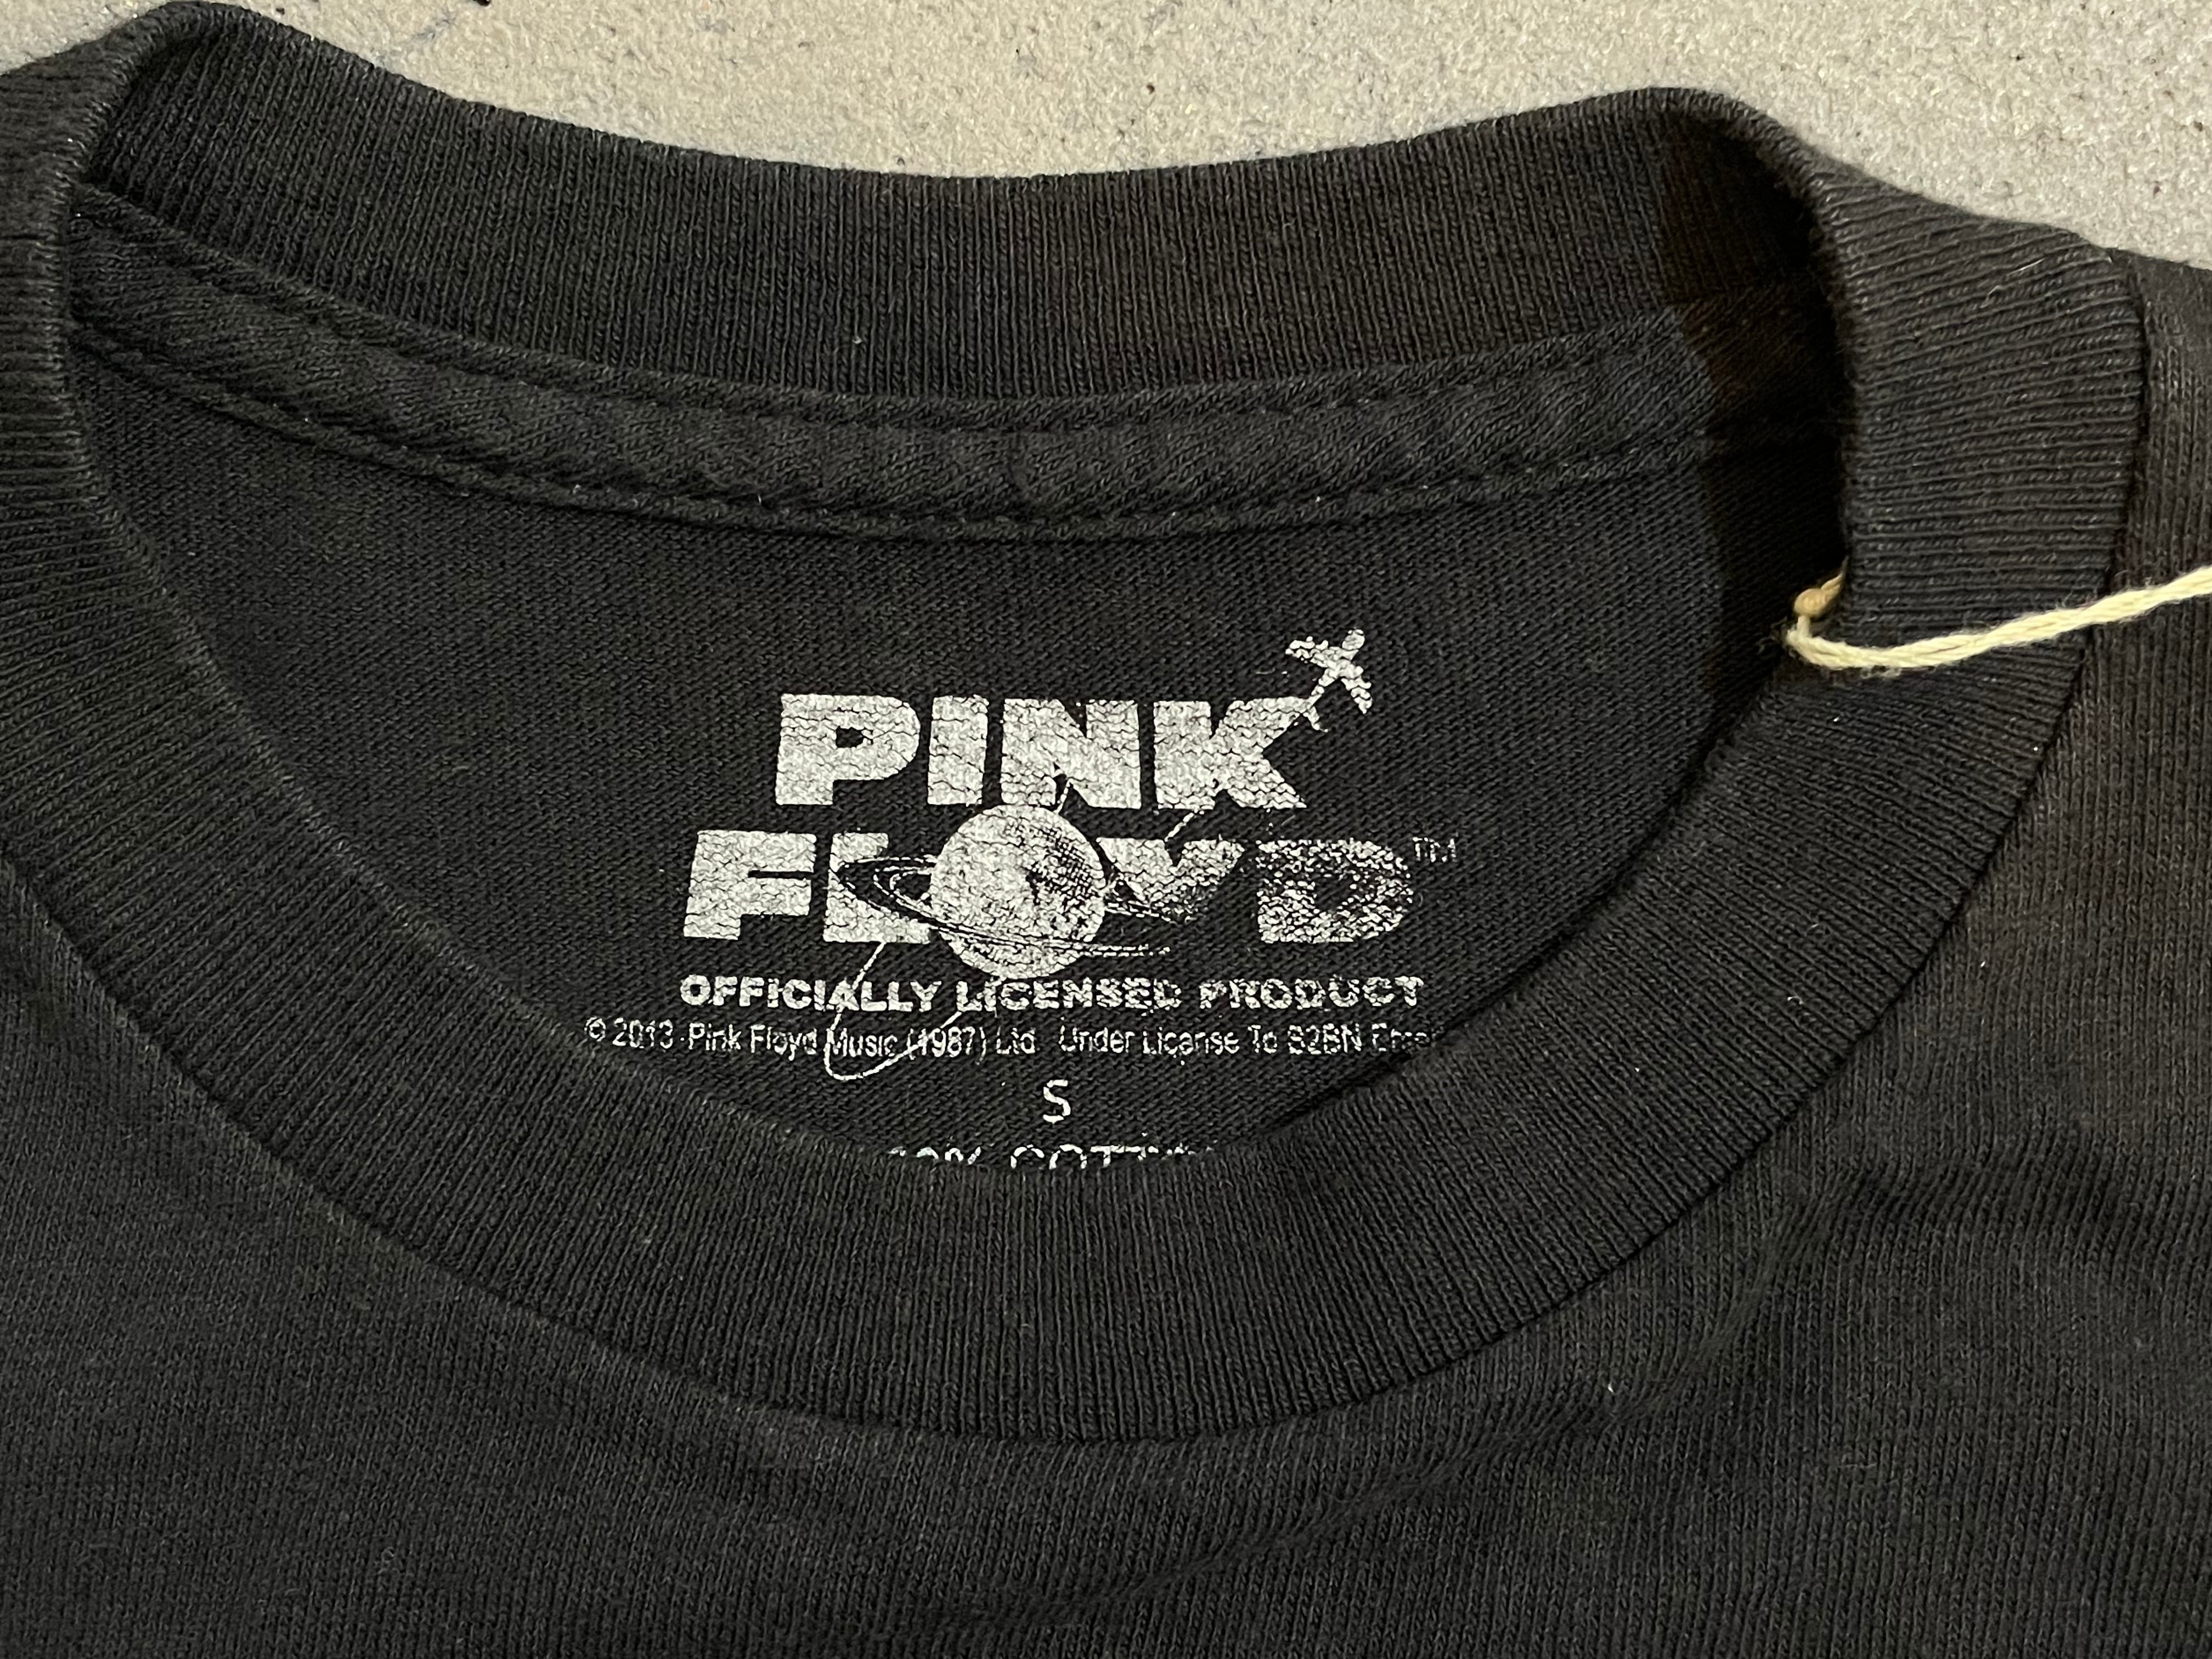 PINK
FLOYD™
OFFICIALLY LICENSED PRODUCT
© 2013 Pink Floyd Music (1987) Ltd Under License To
S